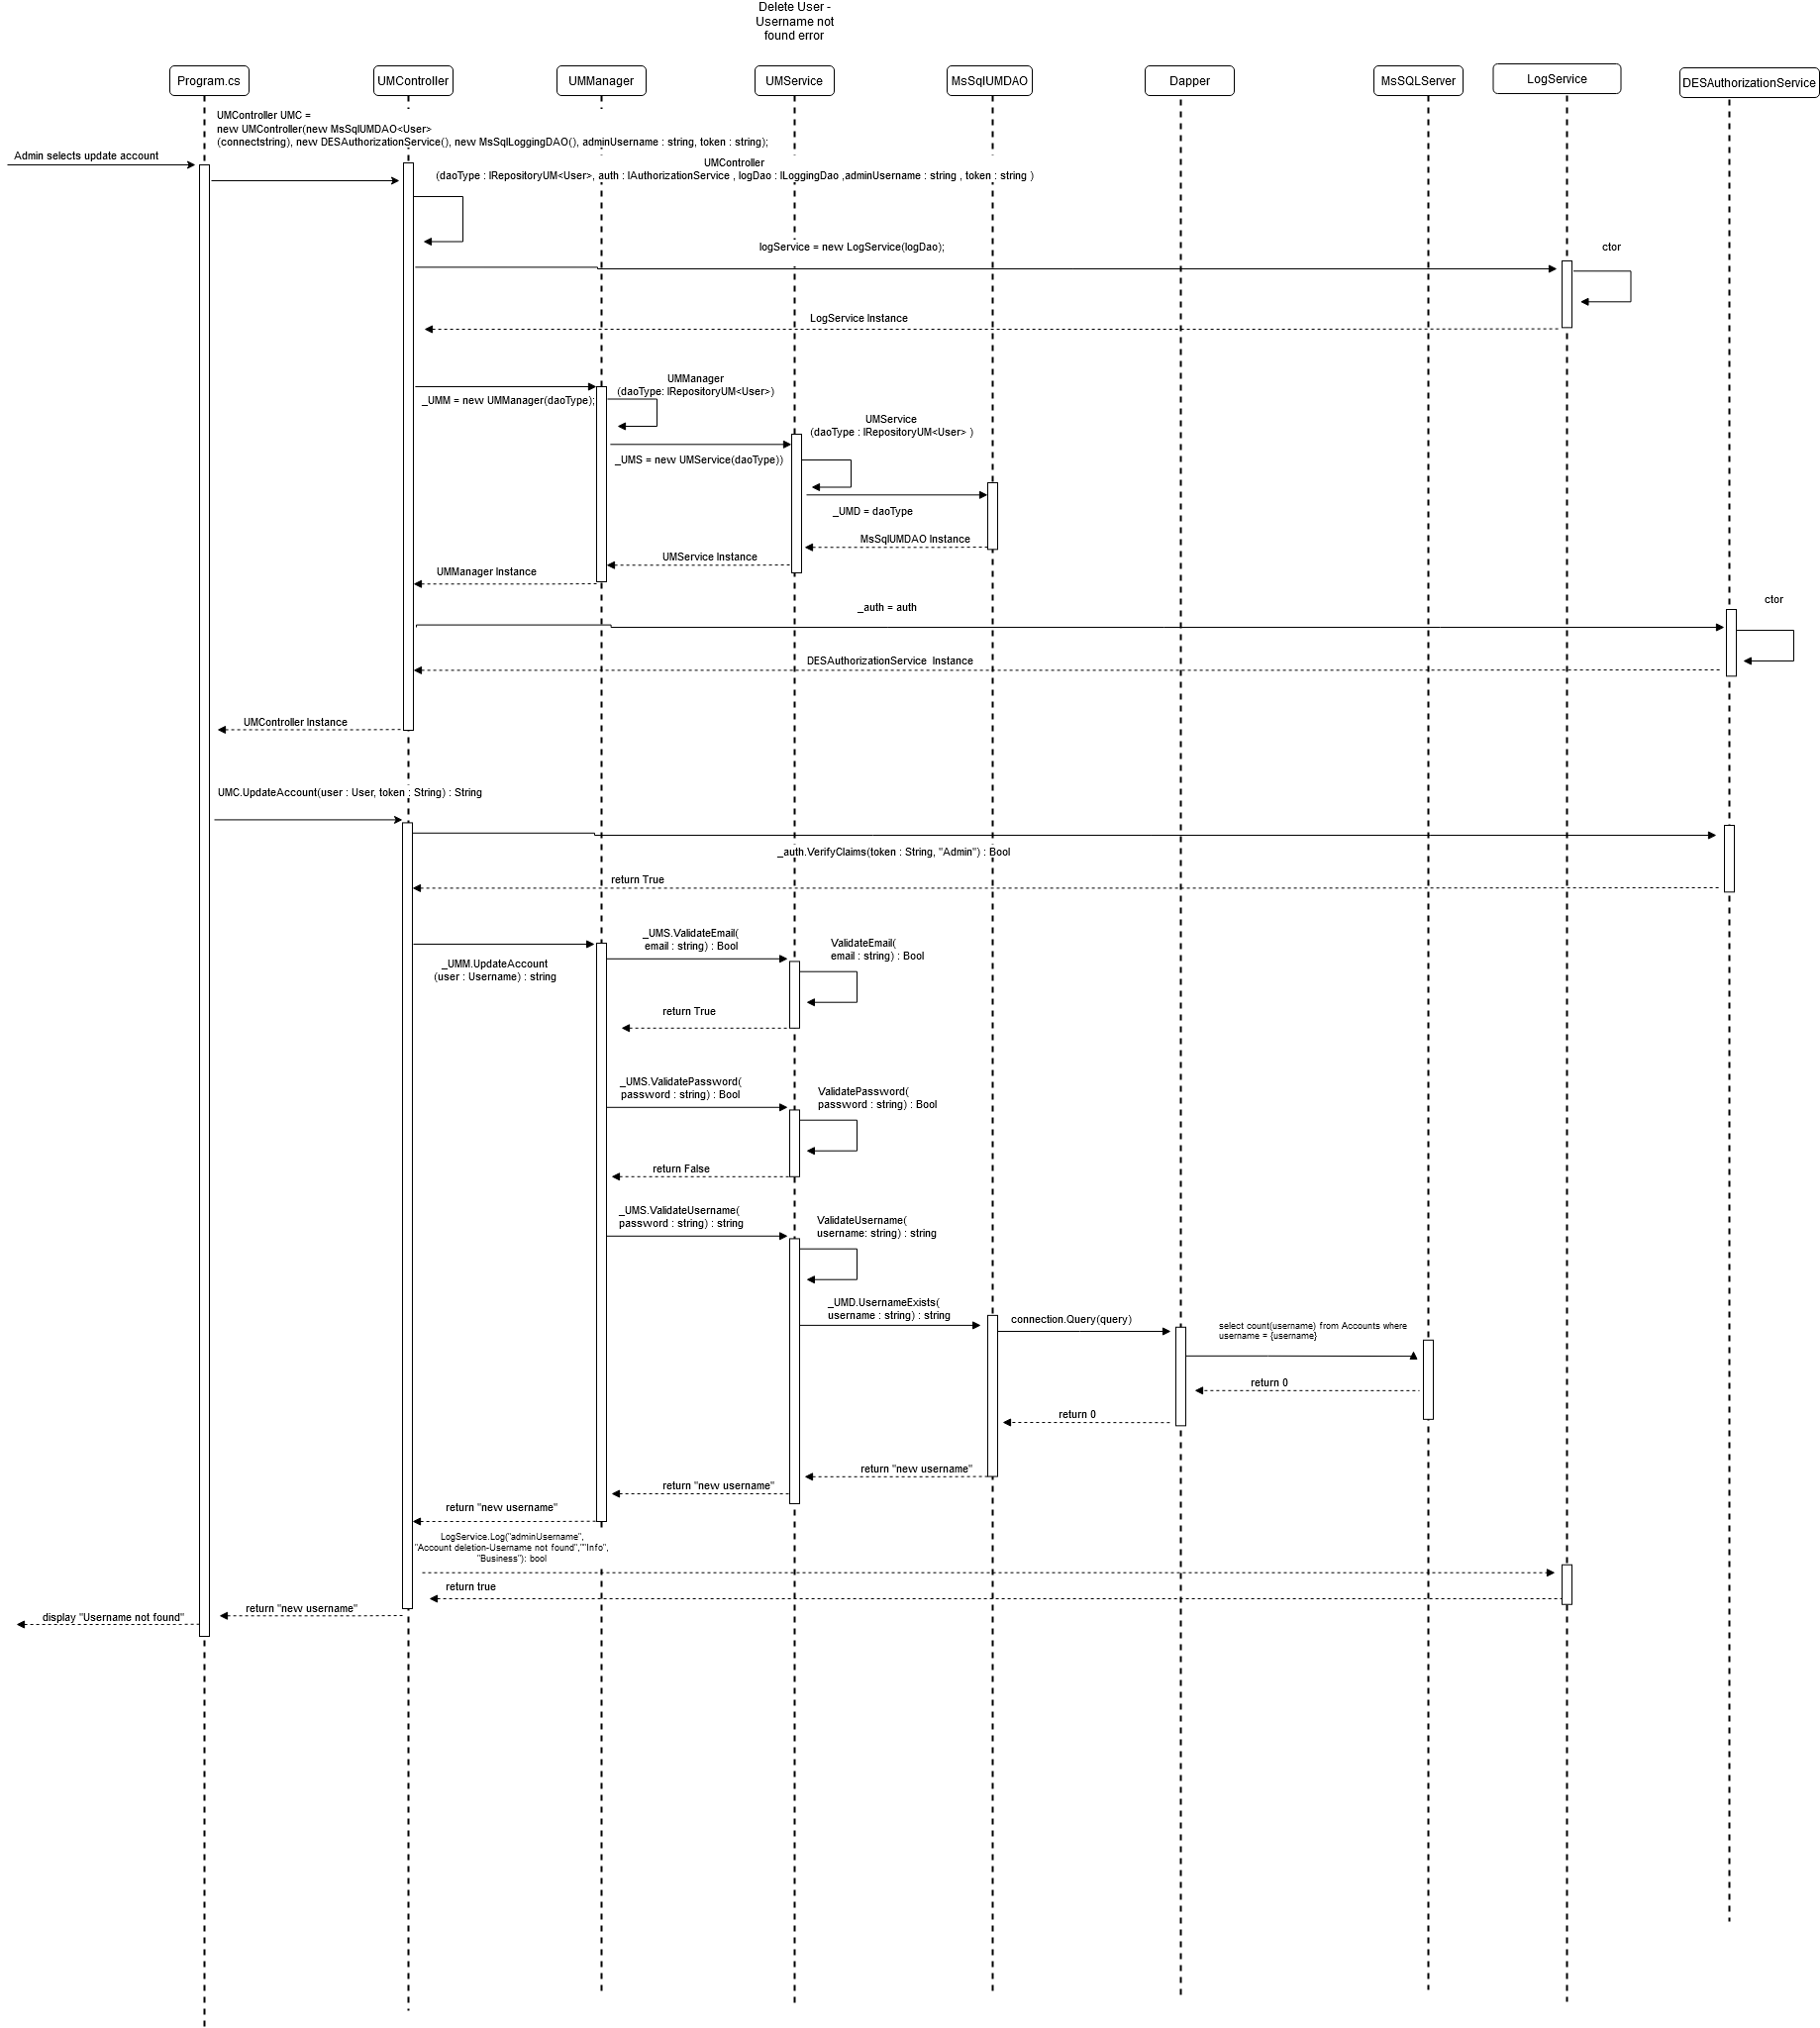 Delete User -
Username not
found error
Program.cs
UMController
UMManager
UMService
MsSqlUMDAO
Dapper
MsSQLServer
LogService
DESAuthorizationService
UMController UMC =
new UMController(new MsSqlUMDAO<User>
(connectstring), new DESAuthorizationService(), new MsSqlLoggingDAO(), adminUsername : string, token : string);
Admin selects update account
UMController
(daoType : IRepositoryUM<User>, auth : IAuthorizationService , logDao : ILoggingDao ,adminUsername : string , token : string )
logService = new LogService(logDao);
ctor
LogService Instance
UMManager
(daoType: IRepositoryUM<User>)
_UMM = new UMManager(daoType);
UMService
(daoType : IRepositoryUM<User> )
_UMS = new UMService(daoType))
_UMD = daoType
MsSqlUMDAO Instance
UMService Instance
UMManager Instance
_auth = auth
ctor
DESAuthorizationService  Instance
UMController Instance
UMC.UpdateAccount(user : User, token : String) : String
_auth.VerifyClaims(token : String, "Admin") : Bool
return True
_UMS.ValidateEmail(
email : string) : Bool
ValidateEmail(
email : string) : Bool
_UMM.UpdateAccount
(user : Username) : string
return True
_UMS.ValidatePassword(
password : string) : Bool
ValidatePassword(
password : string) : Bool
return False
_UMS.ValidateUsername(
password : string) : string
ValidateUsername(
username: string) : string
_UMD.UsernameExists(
username : string) : string
connection.Query(query)
select count(username) from Accounts where
username = {username}
return 0
return 0
return "new username"
return "new username"
return "new username"
LogService.Log("adminUsername",
"Account deletion-Username not found",""Info",
"Business"): bool
return true
return "new username"
display "Username not found"